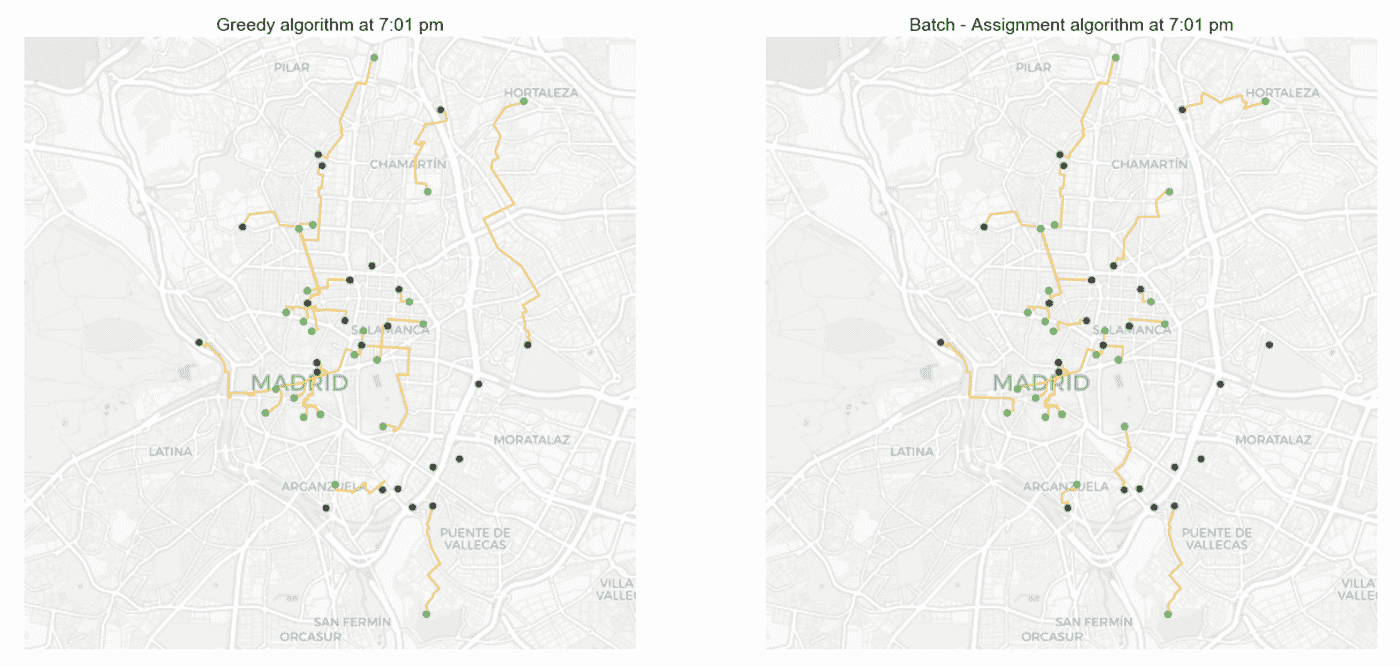 Greedy algorithm at 7:01 pm
PILAR
HORTALEZA
CHAMARTÍN
SALAMANCA
MADRID
MORATALAZ
LATINA
ARGANZUELA
PUENTE DE
VALLECAS
VILLA
VALLEC
SAN FERMÍN
ORCASUR
Batch - Assignment algorithm at 7:01 pm
PILAR
HORTALEZA
CHAMARTÍN
SALAMANCA
MADRID
MORATALAZ
LATINA
ARGANZUELA
PUENTE DE
VALLECAS
VILLA
VALLEC
SAN FERMÍN
ORCASUR